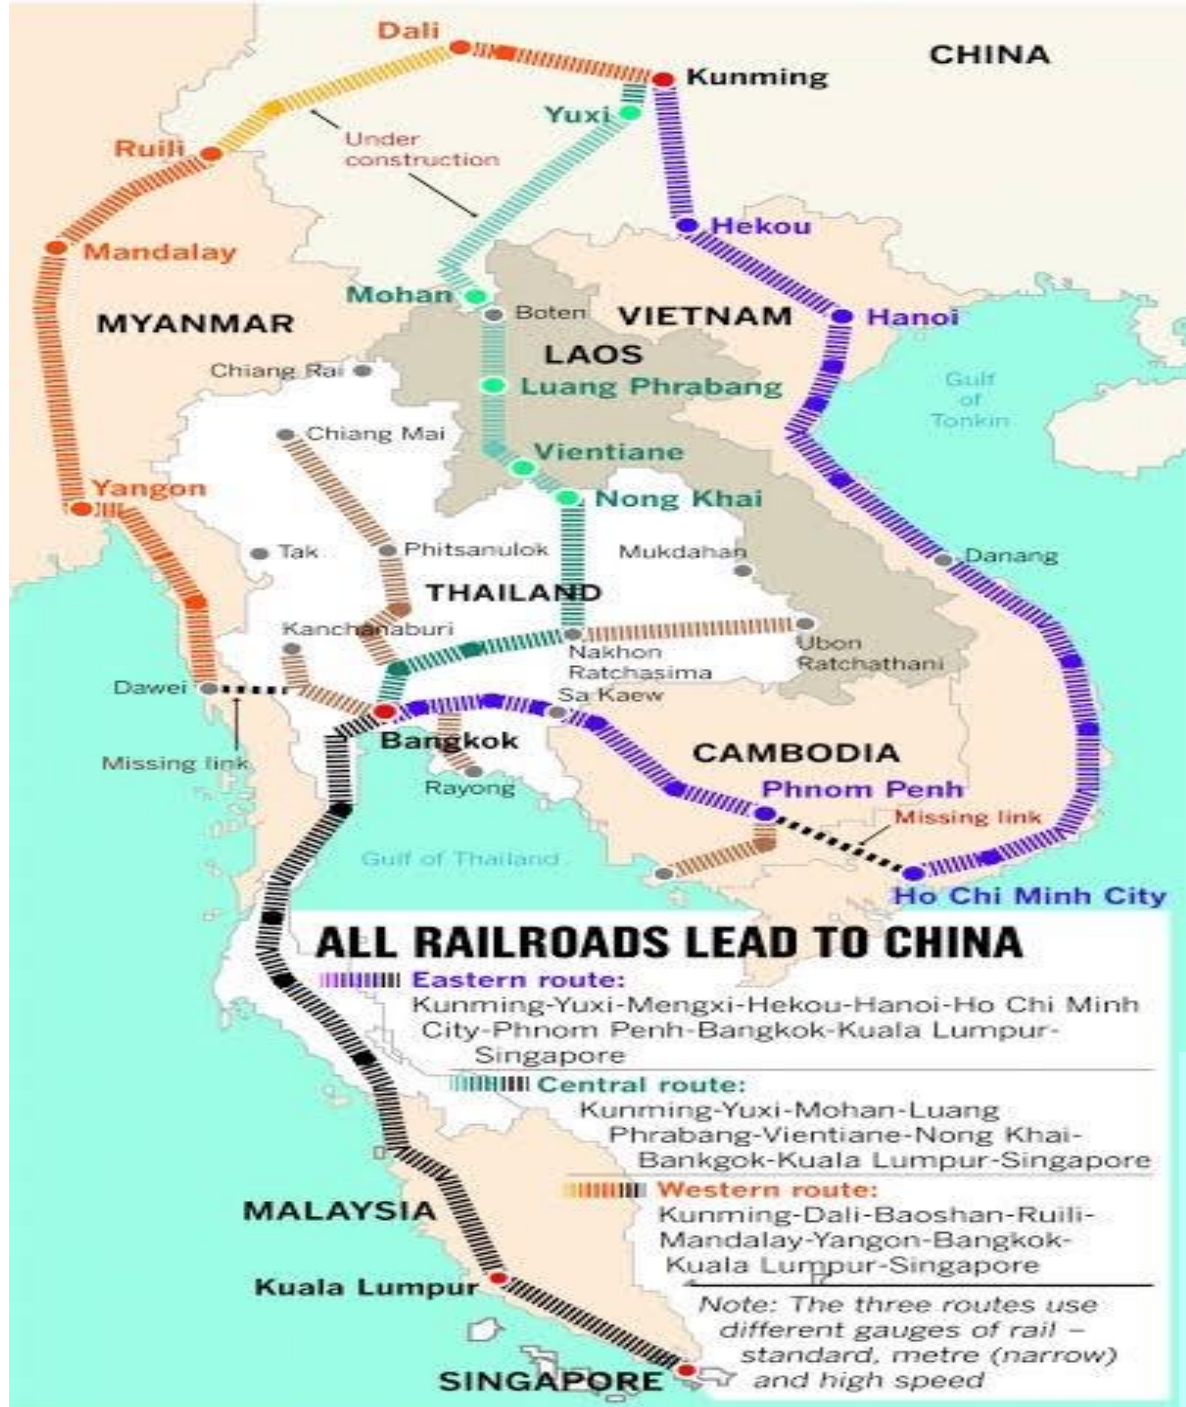 Dali
CHINA
Kunming
Yuxi
Under
construction
Ruili
Hekou
Mandalay
Mohan
Boten
VIETNAM
Hanoi
MYANMAR
LAOS
Chiang Rai
Luang Phrabang
Gulf
of
Tonkin
Chiang Mai
Vientiane
Yangon
Nong Khai
Tak
Phitsanulok
Mukdahan
Danang
THAILAND
Kanchanaburi
Nakhon
Ratchasima
Ubon
Ratchathani
Dawei
Sa Kaew
Bangkok
CAMBODIA
Missing link
Rayong
Phnom Penh
Missing link
Gulf of Thailand
Ho Chi Minh City
ALL RAILROADS LEAD TO CHINA
Eastern route:
Kunming-Yuxi-Mengxi-Hekou-Hanoi-Ho Chi Minh
City-Phnom Penh-Bangkok-Kuala Lumpur-
Singapore
Central route:
Kunming-Yuxi-Mohan-Luang
Phrabang-Vientiane-Nong Khai-
Bankgok-Kuala Lumpur-Singapore
Western route:
Kunming-Dali-Baoshan-Ruili-
Mandalay-Yangon-Bangkok-
Kuala Lumpur-Singapore
MALAYSIA
Kuala Lumpur
Note: The three routes use
different gauges of rail –
standard, metre (narrow)
and high speed
SINGAPORE